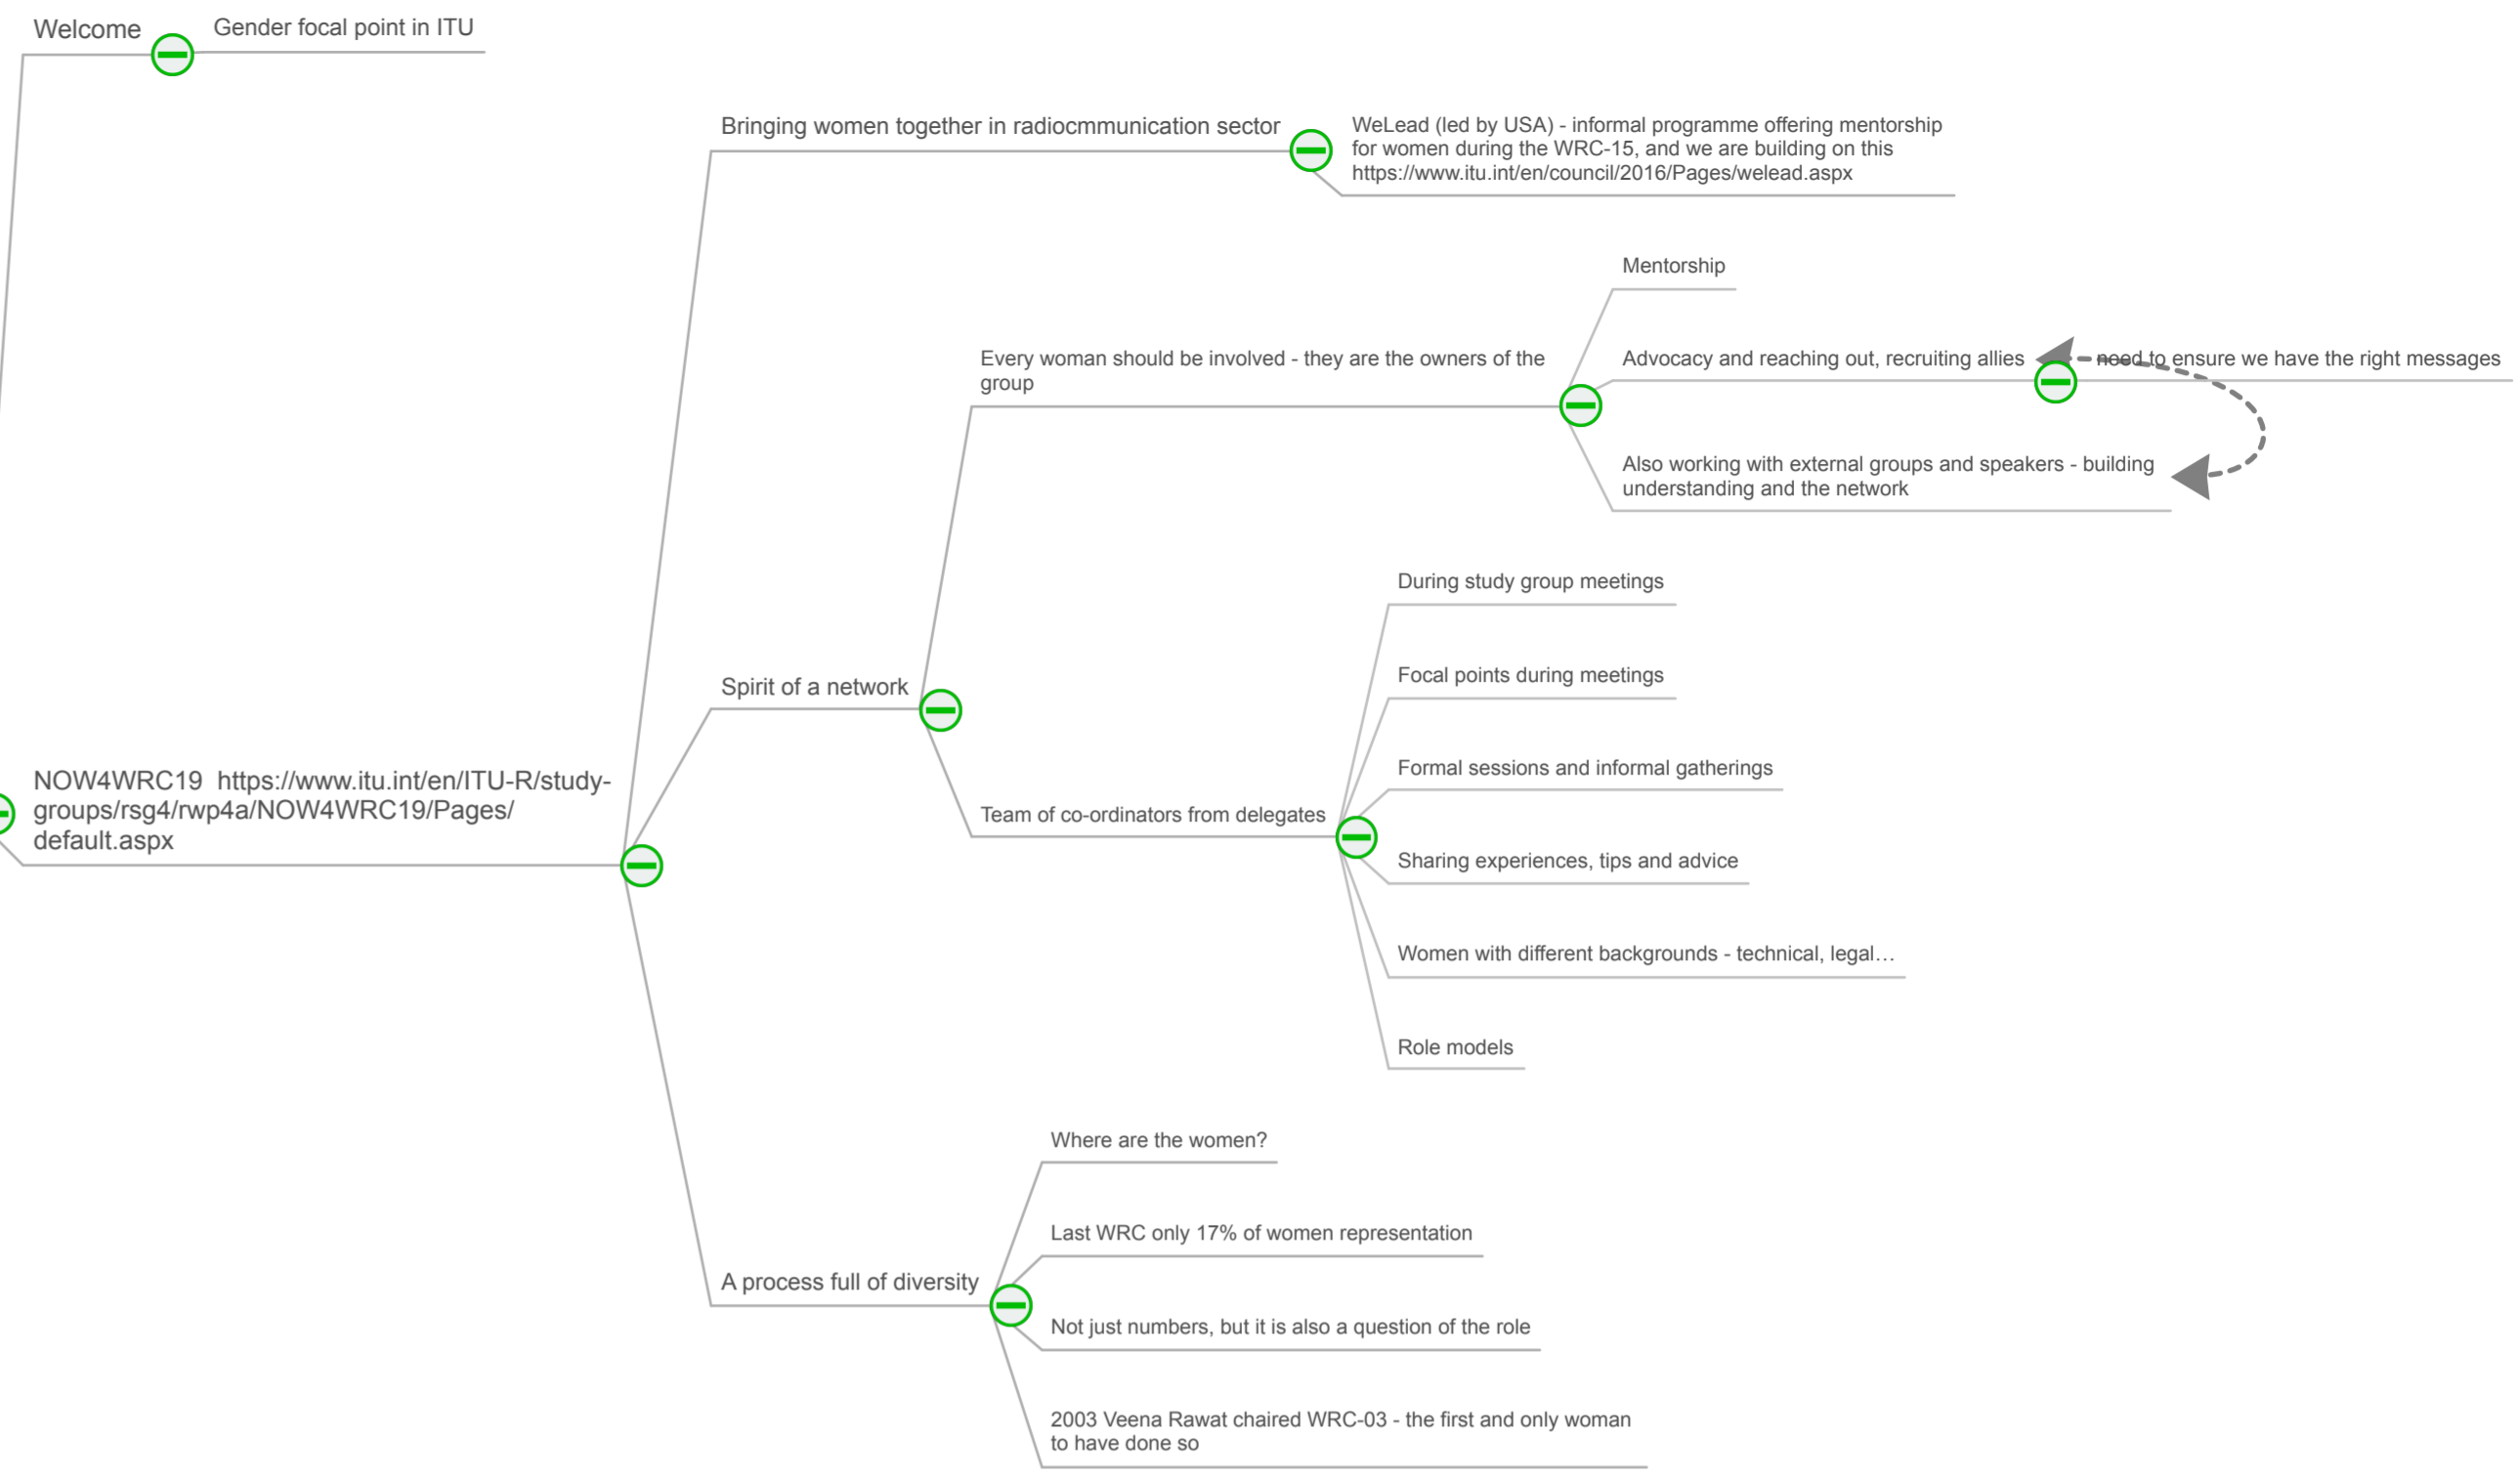 Welcome
Gender focal point in ITU
Bringing women together in radiocmmunication sector
WeLead (led by USA) - informal programme offering mentorship
for women during the WRC-15, and we are building on this
https://www.itu.int/en/council/2016/Pages/welead.aspx
Mentorship
Every woman should be involved - they are the owners of the
group
Advocacy and reaching out, recruiting allies
need to ensure we have the right messages
Also working with external groups and speakers - building
understanding and the network
During study group meetings
Focal points during meetings
Spirit of a network
Formal sessions and informal gatherings
NOW4WRC19  https://www.itu.int/en/ITU-R/study-
groups/rsg4/rwp4a/NOW4WRC19/Pages/
default.aspx
Team of co-ordinators from delegates
Sharing experiences, tips and advice
Women with different backgrounds - technical, legal…
Role models
Where are the women?
Last WRC only 17% of women representation
A process full of diversity
Not just numbers, but it is also a question of the role
2003 Veena Rawat chaired WRC-03 - the first and only woman
to have done so